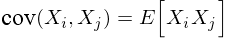 cov(X_i, X_j) = E[X_i X_j]